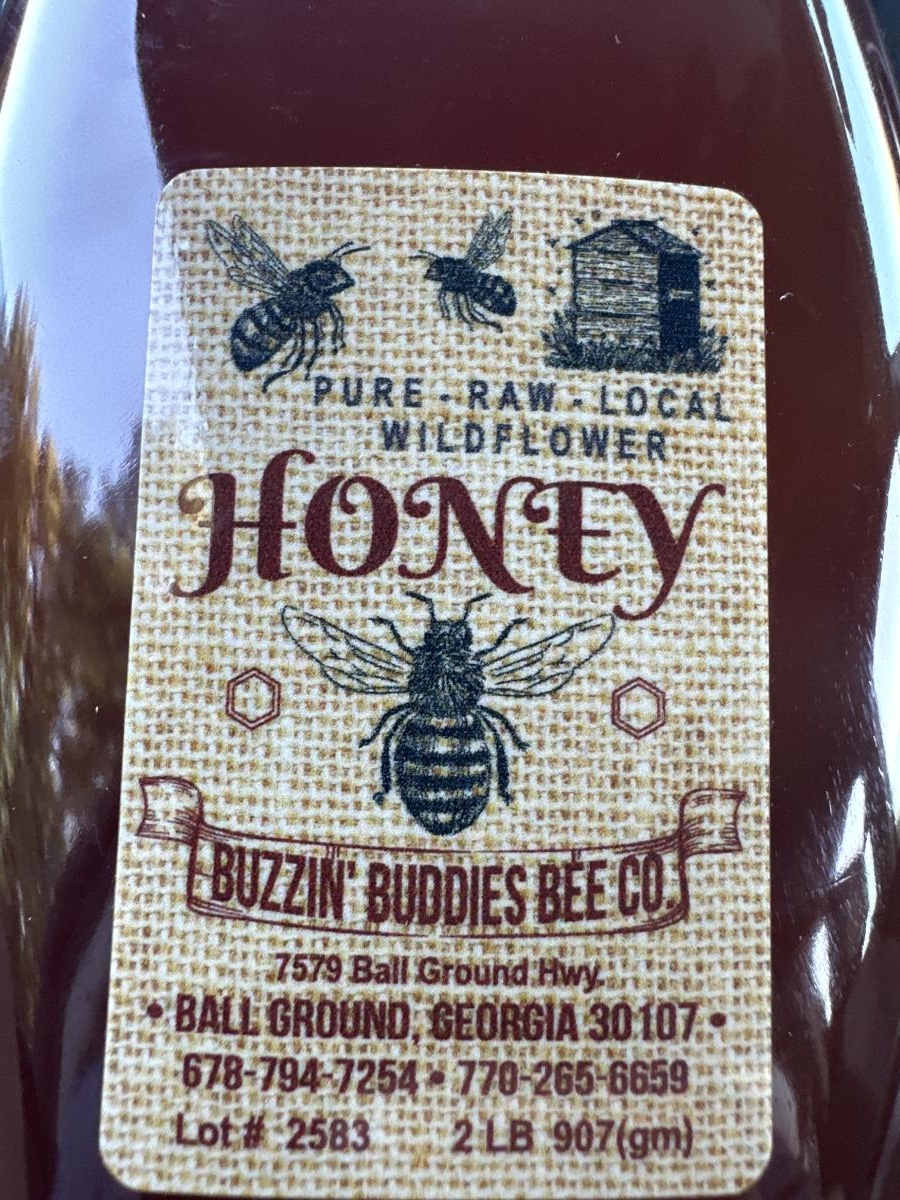 PURE - RAW - LOCAL
WILDFLOWER
HONEY
BUZZIN' BUDDIES BEE CO.
7579 Ball Ground Hwy.
• BALL GROUND, GEORGIA 30107 •
678-794-7254 • 770-265-6659
Lot # 2583 2 LB 907(gm)